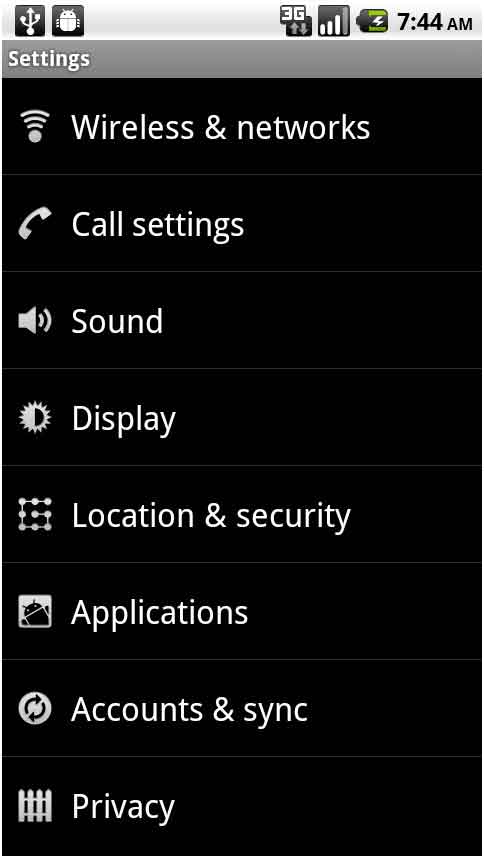 3G 7:44 AM
Settings
Wireless & networks
Call settings
Sound
Display
Location & security
Applications
Accounts & sync
Privacy